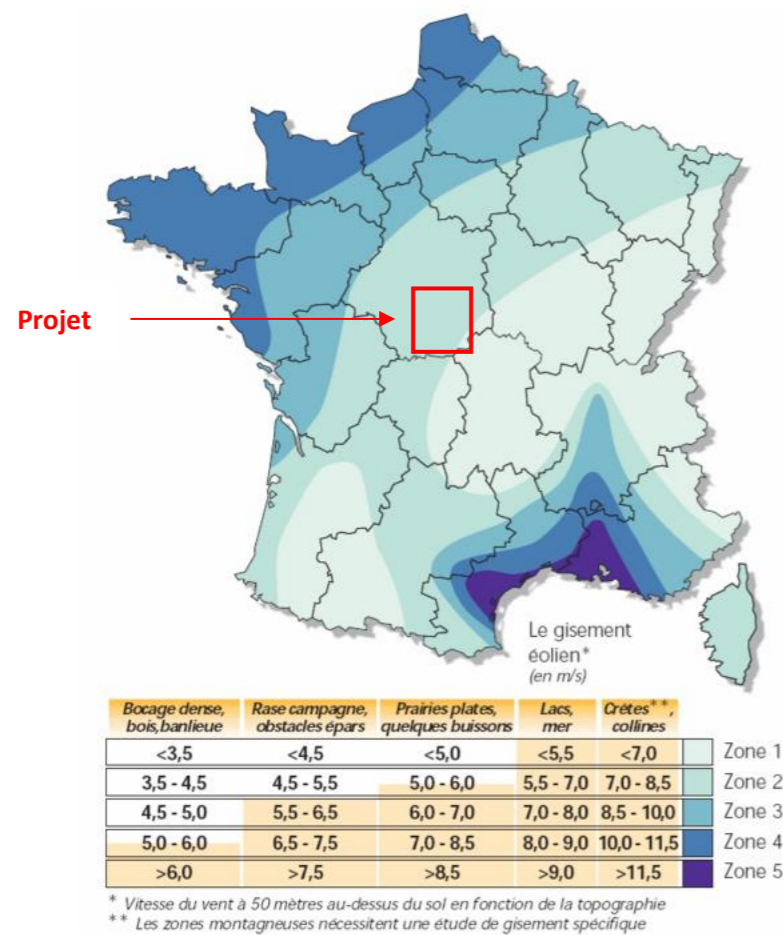 Projet
Le gisement
éolien*
(en m/s)
Bocage dense, bois, banlieue Rase campagne, obstacles épars Prairies plates, quelques buissons Lacs, mer Crêtes**, collines
<3,5 <4,5 <5,0 <5,5 <7,0 Zone 1
3,5 - 4,5 4,5 - 5,5 5,0 - 6,0 5,5 - 7,0 7,0 - 8,5 Zone 2
4,5 - 5,0 5,5 - 6,5 6,0 - 7,0 7,0 - 8,0 8,5 - 10,0 Zone 3
5,0 - 6,0 6,5 - 7,5 7,0 - 8,5 8,0 - 9,0 10,0 - 11,5 Zone 4
>6,0 >7,5 >8,5 >9,0 >11,5 Zone 5
* Vitesse du vent à 50 mètres au-dessus du sol en fonction de la topographie
** Les zones montagneuses nécessitent une étude de gisement spécifique